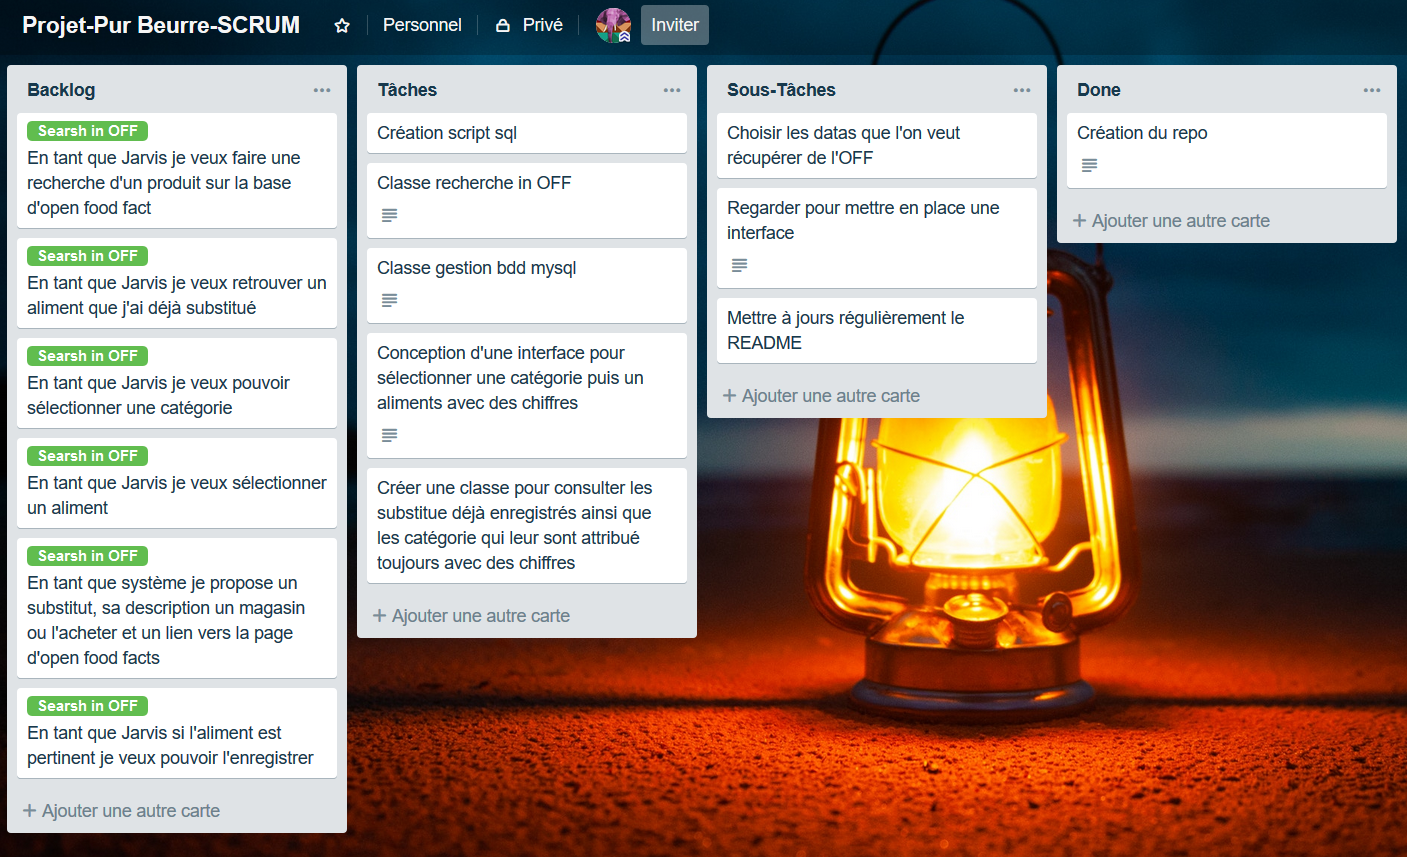 Projet-Pur Beurre-SCRUM
Personnel
Privé
Inviter
Backlog
Searsh in OFF
En tant que Jarvis je veux faire une
recherche d'un produit sur la base
d'open food fact
Searsh in OFF
En tant que Jarvis je veux retrouver un
aliment que j'ai déjà substitué
Searsh in OFF
En tant que Jarvis je veux pouvoir
sélectionner une catégorie
Searsh in OFF
En tant que Jarvis je veux sélectionner
un aliment
Searsh in OFF
En tant que système je propose un
substitut, sa description un magasin
ou l'acheter et un lien vers la page
d'open food facts
Searsh in OFF
En tant que Jarvis si l'aliment est
pertinent je veux pouvoir l'enregistrer
+ Ajouter une autre carte
Tâches
Création script sql
Classe recherche in OFF
Classe gestion bdd mysql
Conception d'une interface pour
sélectionner une catégorie puis un
aliments avec des chiffres
Créer une classe pour consulter les
substitue déjà enregistrés ainsi que
les catégorie qui leur sont attribué
toujours avec des chiffres
+ Ajouter une autre carte
Sous-Tâches
Choisir les datas que l'on veut
récupérer de l'OFF
Regarder pour mettre en place une
interface
Mettre à jours régulièrement le
README
+ Ajouter une autre carte
Done
Création du repo
+ Ajouter une autre carte